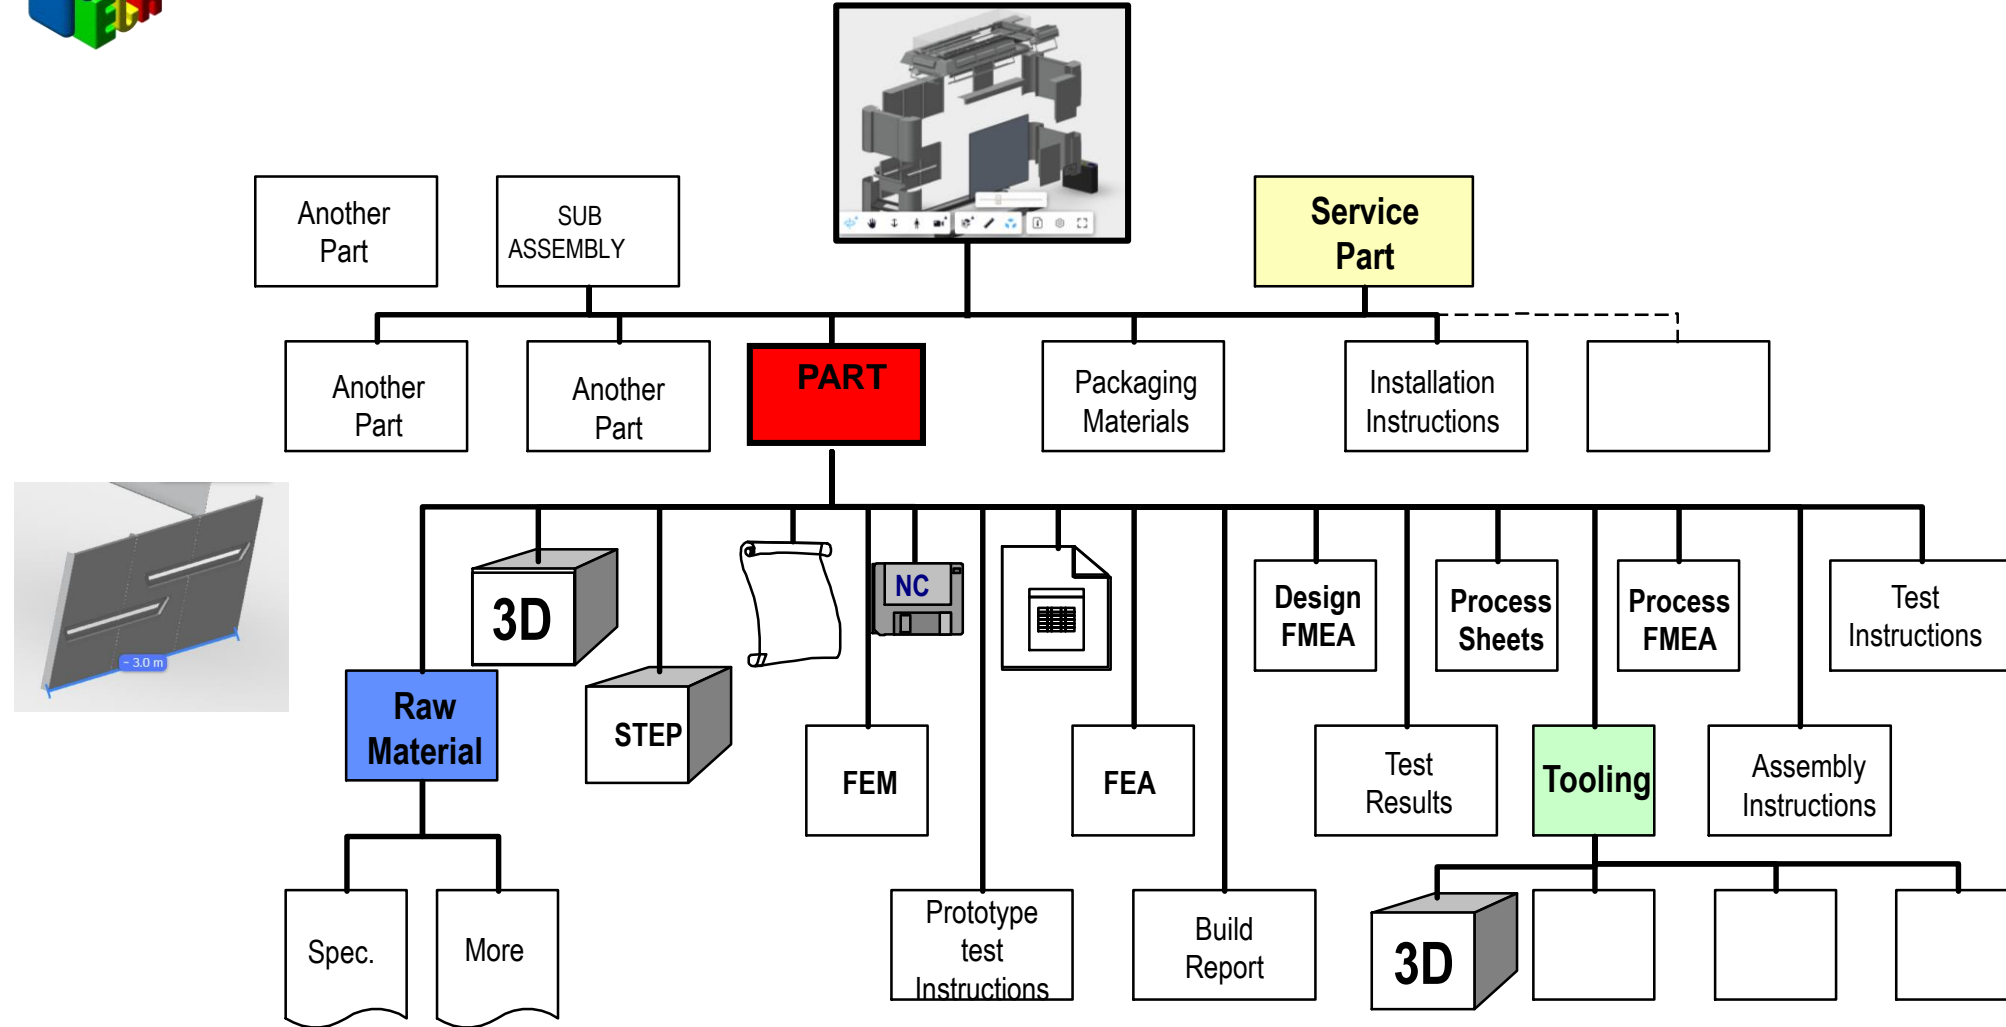 ECH
Another
Part
SUB
ASSEMBLY
Service
Part
Another
Part
Another
Part
PART
Packaging
Materials
Installation
Instructions
~ 3.0 m
Raw
Material
3D
STEP
NC
FEM
FEA
Design
FMEA
Process
Sheets
Process
FMEA
Test
Instructions
Test
Results
Tooling
Assembly
Instructions
Spec.
More
Prototype
test
Instructions
Build
Report
3D